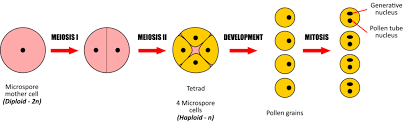 MEIOSIS I
MEIOSIS II
DEVELOPMENT
MITOSIS
Generative
nucleus
Pollen tube
nucleus
Microspore
mother cell
(Diploid - 2n)
Tetrad
4 Microspore
cells
(Haploid - n)
Pollen grains